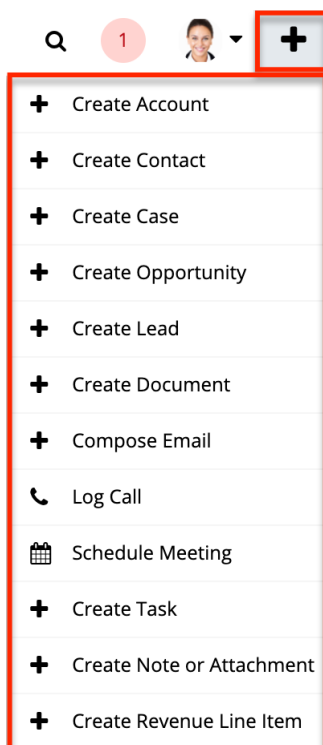 1
Create Account
Create Contact
Create Case
Create Opportunity
Create Lead
Create Document
Compose Email
Log Call
Schedule Meeting
Create Task
Create Note or Attachment
Create Revenue Line Item